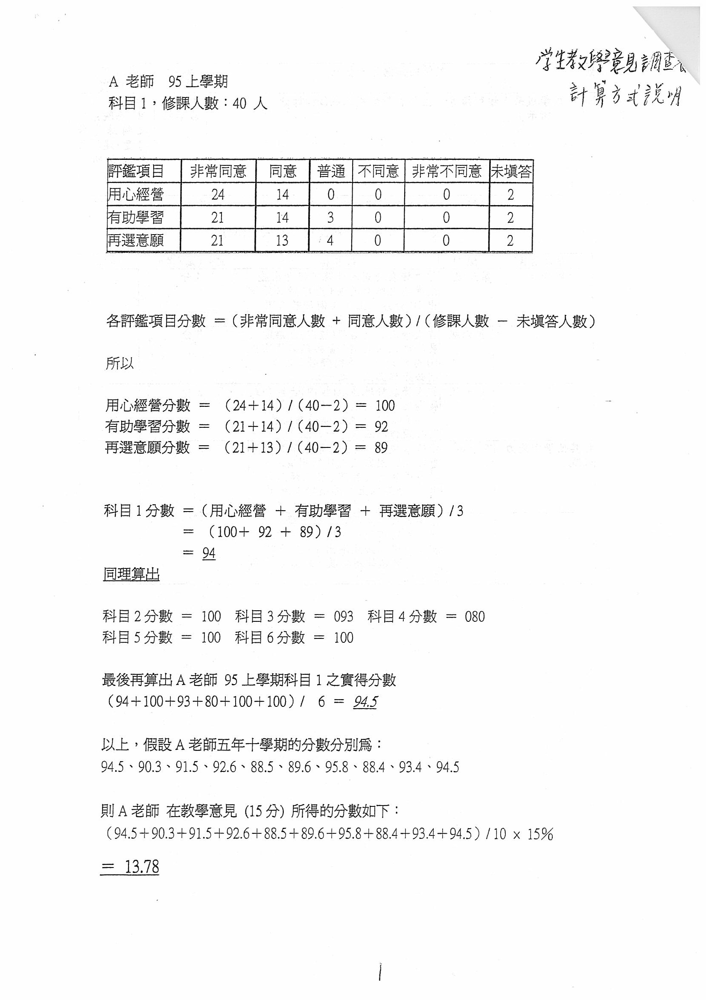 学生教學意見調查
計算方式説明
A 老師 95上學期
科目1，修課人數：40 人
評鑑項目 非常同意 同意 普通 不同意 非常不同意 未填答
用心經營 24 14 0 0 0 2
有助學習 21 14 3 0 0 2
再選意願 21 13 4 0 0 2
各評鑑項目分數 ＝（非常同意人數 + 同意人數）/（修課人數 － 未填答人數）
所以
用心經營分數 ＝ （24＋14）/（40－2）＝ 100
有助學習分數 ＝ （21＋14）/（40－2）＝ 92
再選意願分數 ＝ （21＋13）/（40－2）＝ 89
科目1分數 ＝（用心經營 ＋ 有助學習 ＋ 再選意願）/3
＝ （100＋ 92 ＋ 89）/3
＝ 94
同理算出
科目2分數 ＝ 100 科目3分數 ＝ 093 科目4分數 ＝ 080
科目5分數 ＝ 100 科目6分數 ＝ 100
最後再算出A老師 95上學期科目1之實得分數
（94＋100＋93＋80＋100＋100）/ 6 ＝ 94.5
以上，假設A老師五年十學期的分數分別為：
94.5、90.3、91.5、92.6、88.5、89.6、95.8、88.4、93.4、94.5
則A老師 在教學意見 (15分) 所得的分數如下：
（94.5＋90.3＋91.5＋92.6＋88.5＋89.6＋95.8＋88.4＋93.4＋94.5）/10 × 15%
＝ 13.78
1